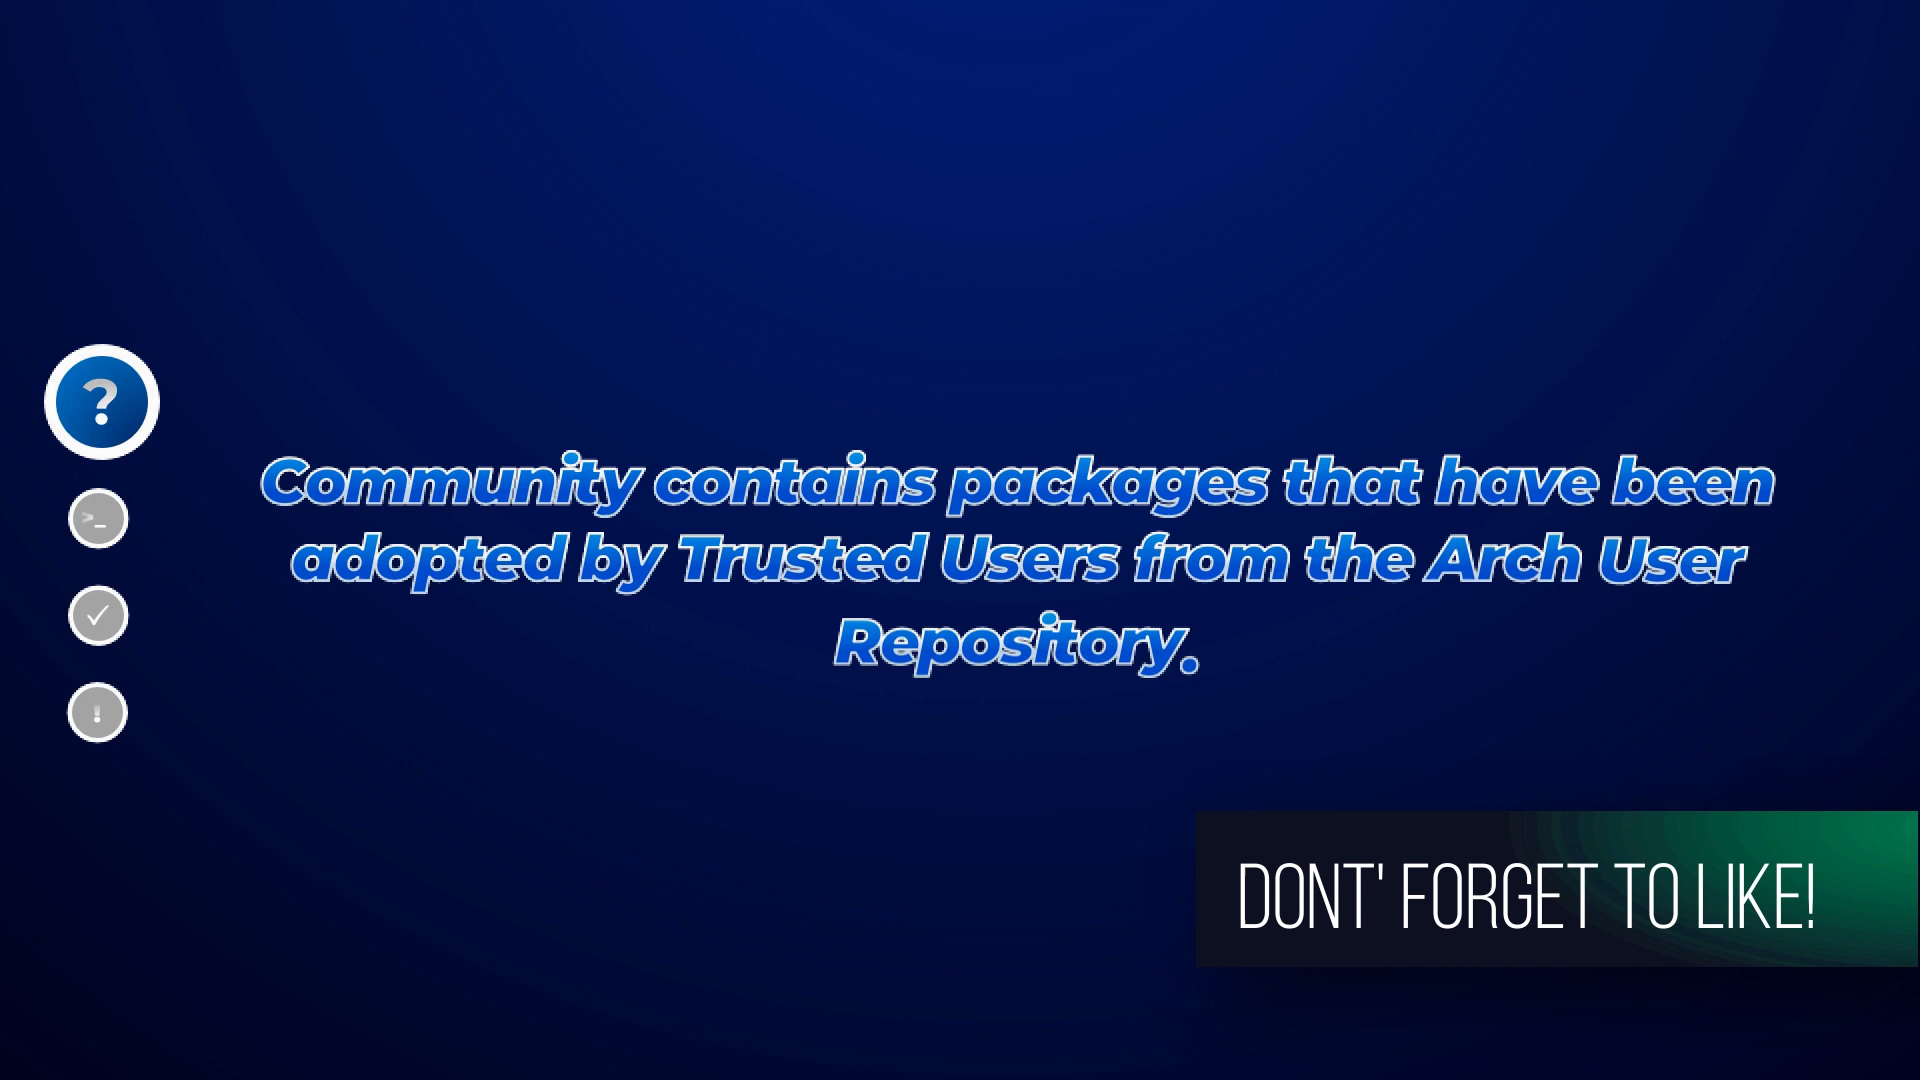 ?
>_
!
Community contains packages that have been
adopted by Trusted Users from the Arch User
Repository.
DONT' FORGET TO LIKE!